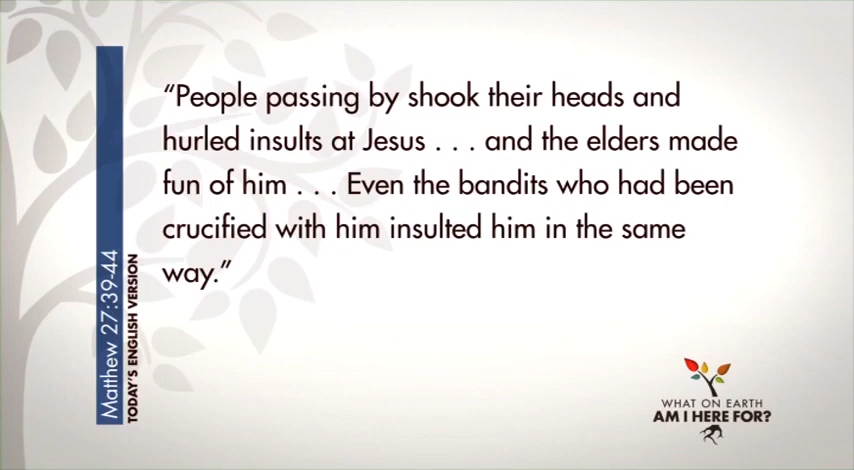 “People passing by shook their heads and
hurled insults at Jesus . . . and the elders made
fun of him . . . Even the bandits who had been
crucified with him insulted him in the same
way.”
Matthew 27:39-44
TODAY'S ENGLISH VERSION
WHAT ON EARTH
AM I HERE FOR?